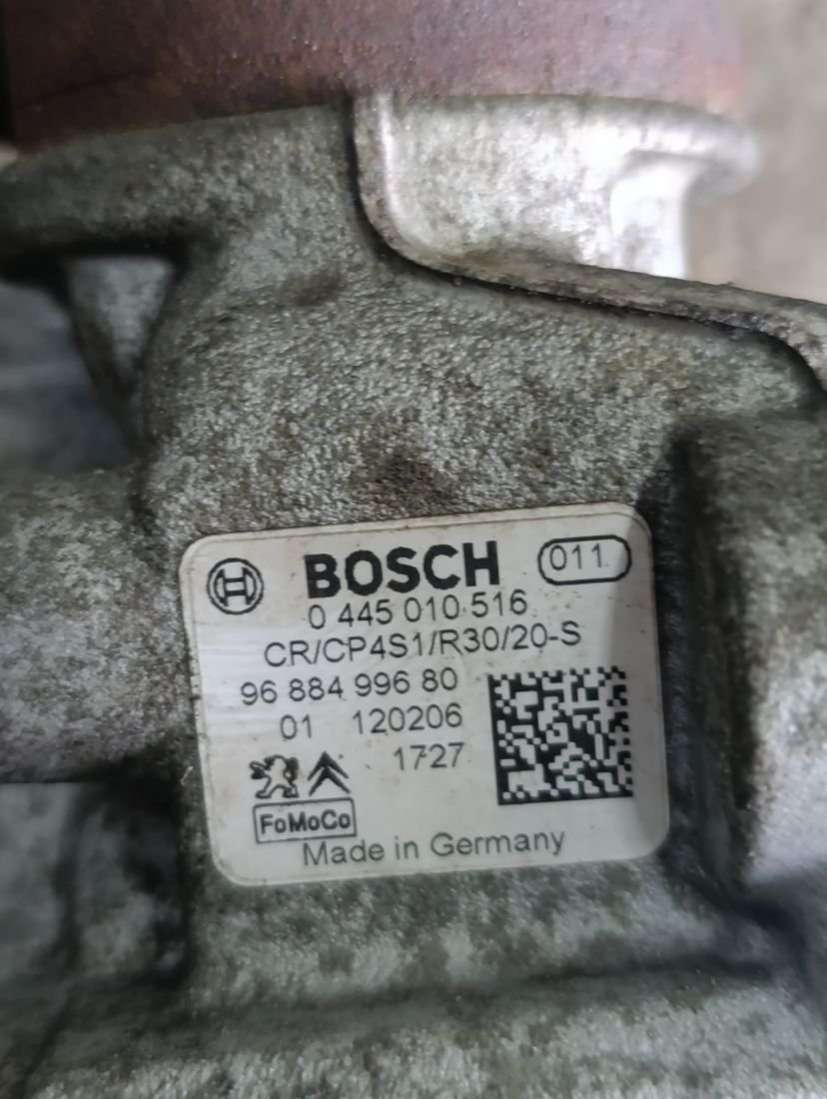 BOSCH 011
0 445 010 516
CR/CP4S1/R30/20-S
96 884 996 80
01 120206
1727
FoMoCo
Made in Germany